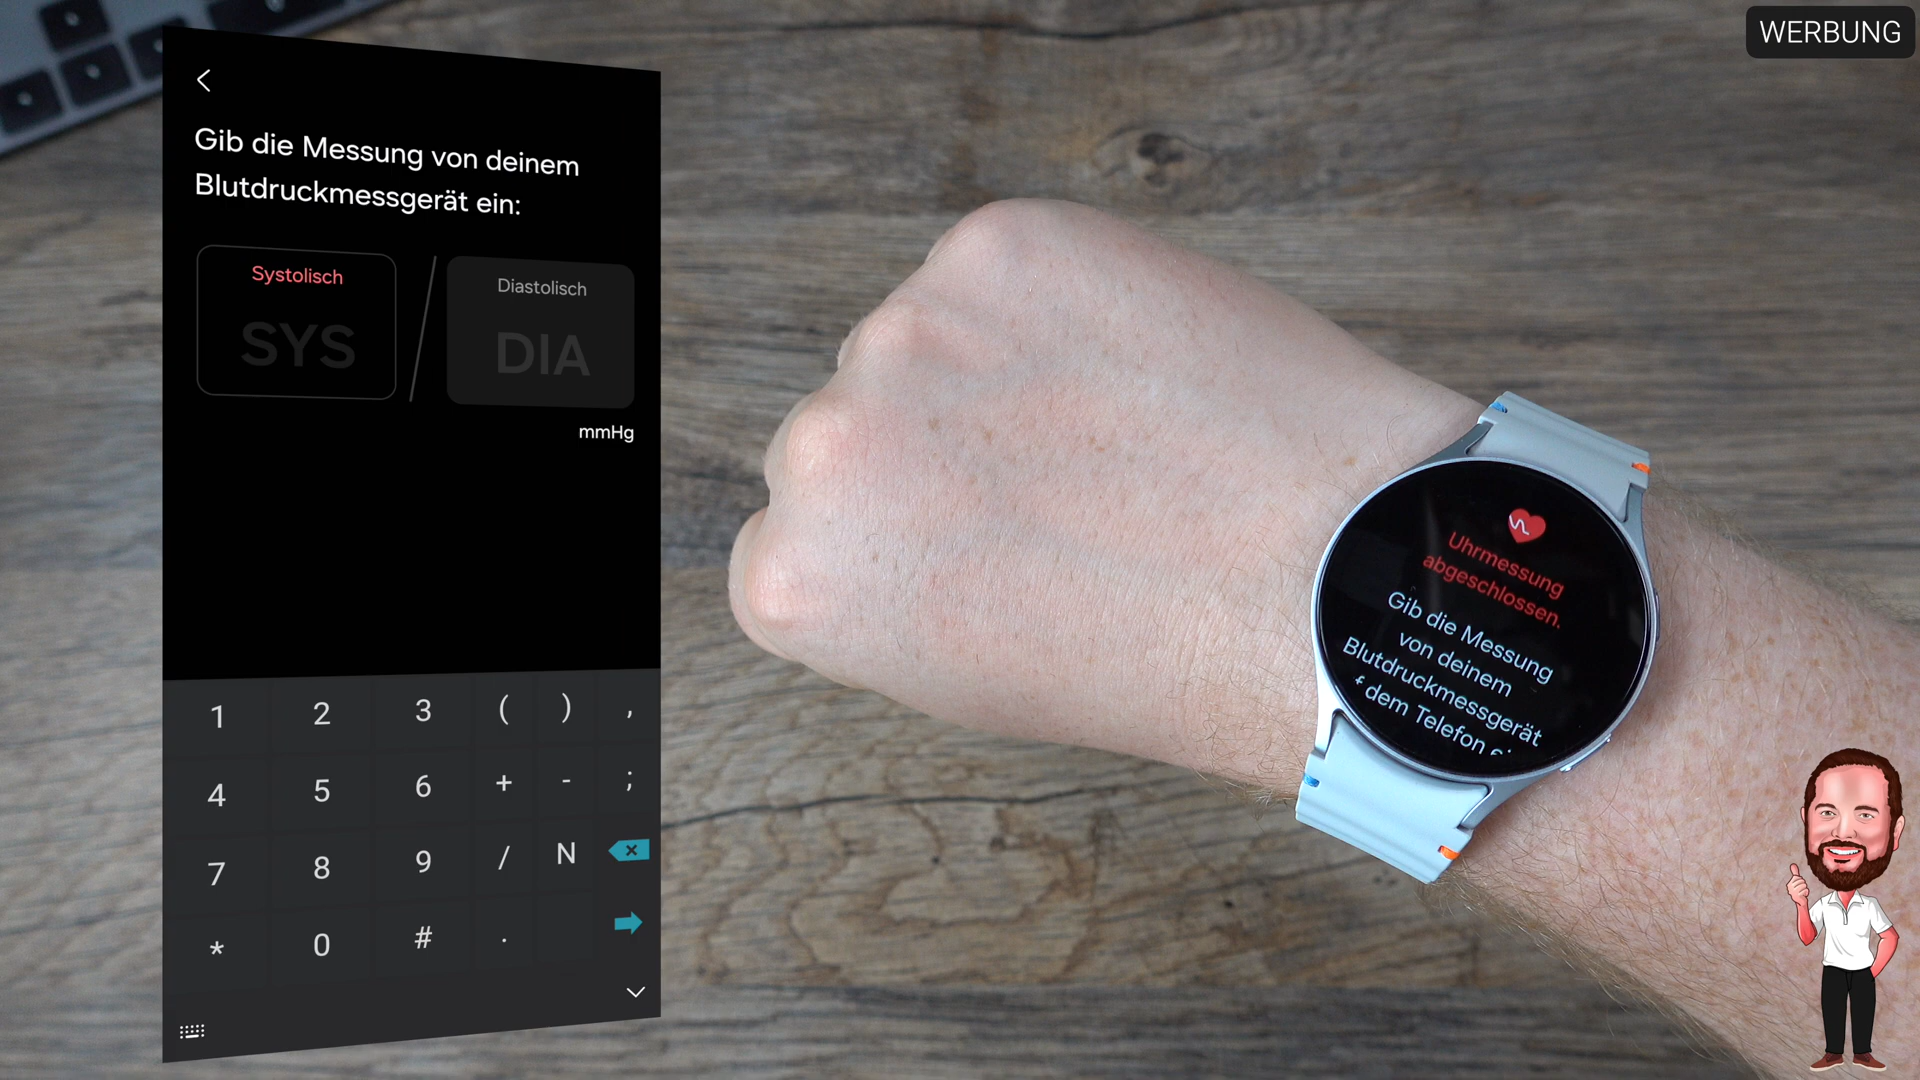 WERBUNG
Gib die Messung von deinem
Blutdruckmessgerät ein:
Systolisch
SYS
Diastolisch
DIA
mmHg
1 2 3 ( ) ,
4 5 6 + - ;
7 8 9 / N
* 0 # .
Uhrmessung
abgeschlossen.
Gib die Messung
von deinem
Blutdruckmessgerät
dem Telefon